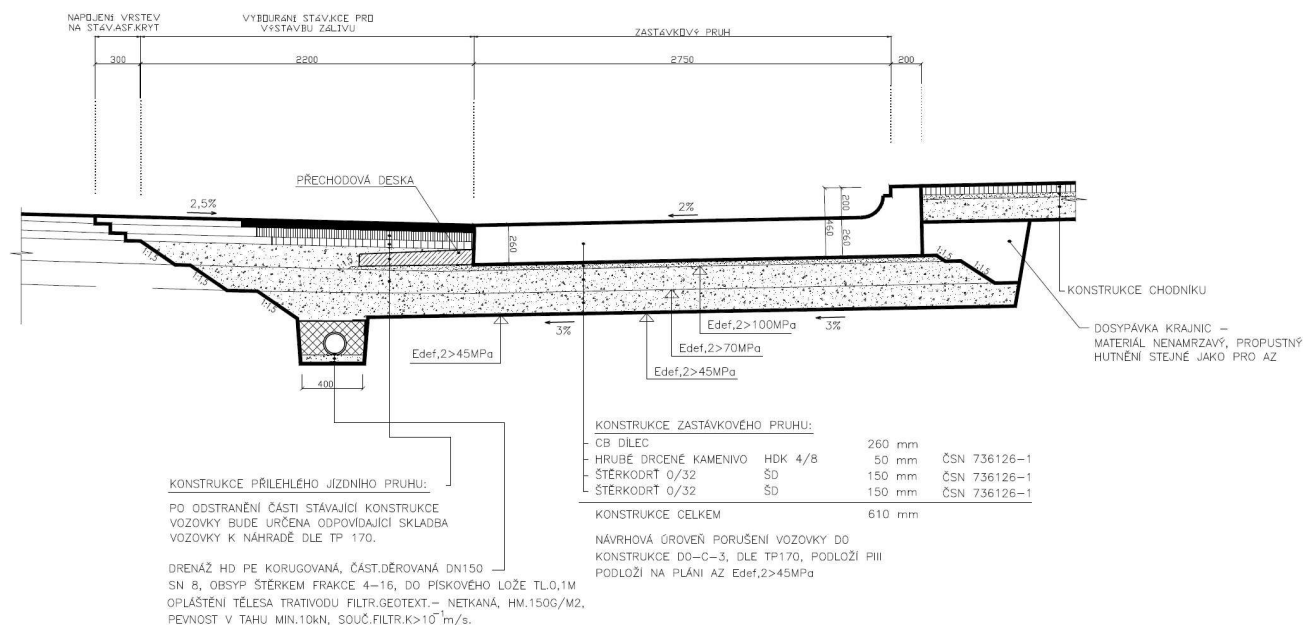 NAPOJENÍ VRSTEV
NA STÁV.ASF.KRYT
VYBOURÁNÍ STÁV.KCE PRO
VÝSTAVBU ZÁLIVU
ZASTÁVKOVÝ PRUH
300
2200
2750
200
PŘECHODOVÁ DESKA
2,5%
2%
260
460
200
260
1:1,5
1:1,5
1:1,5
1:1,5
1:1,5
KONSTRUKCE CHODNÍKU
DOSYPÁVKA KRAJNIC –
MATERIÁL NENAMRZAVÝ, PROPUSTNÝ
HUTNĚNÍ STEJNÉ JAKO PRO AZ
3%
3%
Edef,2>100MPa
Edef,2>70MPa
Edef,2>45MPa
Edef,2>45MPa
400
KONSTRUKCE ZASTÁVKOVÉHO PRUHU:
CB DÍLEC 260 mm
HRUBÉ DRCENÉ KAMENIVO HDK 4/8 50 mm ČSN 736126–1
ŠTĚRKODRŤ 0/32 ŠD 150 mm ČSN 736126–1
ŠTĚRKODRŤ 0/32 ŠD 150 mm ČSN 736126–1
KONSTRUKCE CELKEM 610 mm
NÁVRHOVÁ ÚROVEŇ PORUŠENÍ VOZOVKY DO
KONSTRUKCE DO–C–3, DLE TP170, PODLOŽÍ PIII
PODLOŽÍ NA PLÁNI AZ Edef,2>45MPa
KONSTRUKCE PŘILEHLÉHO JÍZDNÍHO PRUHU:
PO ODSTRANĚNÍ ČÁSTI STÁVAJÍCÍ KONSTRUKCE
VOZOVKY BUDE URČENA ODPOVÍDAJÍCÍ SKLADBA
VOZOVKY K NÁHRADĚ DLE TP 170.
DRENÁŽ HD PE KORUGOVANÁ, ČÁST.DĚROVANÁ DN150
SN 8, OBSYP ŠTĚRKEM FRAKCE 4–16, DO PÍSKOVÉHO LOŽE TL.0,1M
OPLÁŠTĚNÍ TĚLESA TRATIVODU FILTR.GEOTEXT.– NETKANÁ, HM.150G/M2,
PEVNOST V TAHU MIN.10kN, SOUČ.FILTR.K>10⁻¹m/s.